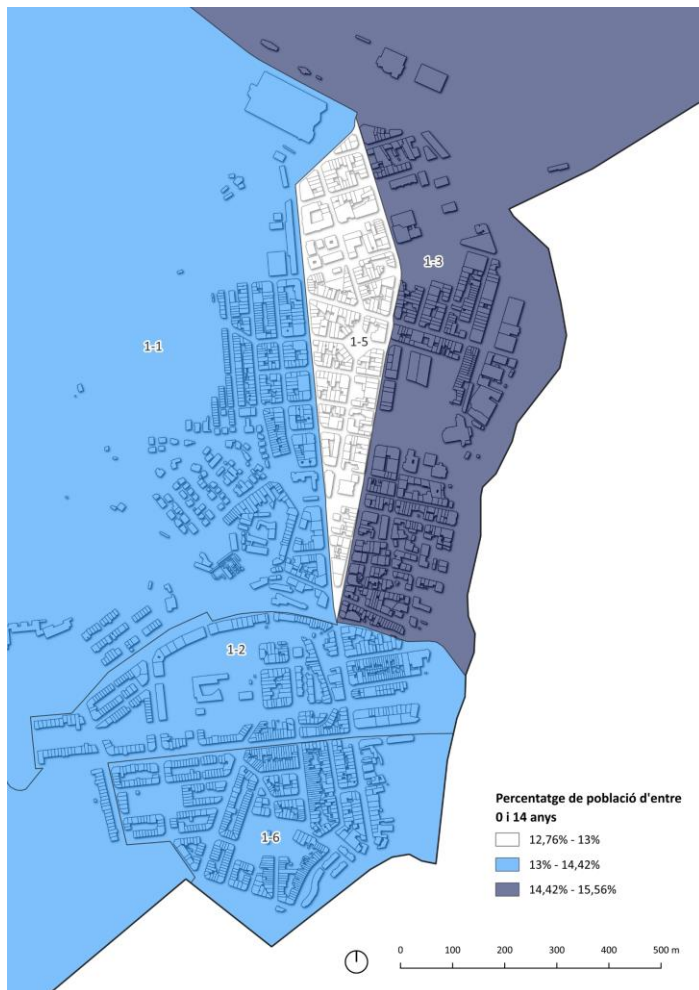 1-3
1-1
1-5
1-2
1-6
Percentatge de població d'entre
0 i 14 anys
12,76% - 13%
13% - 14,42%
14,42% - 15,56%
0 100 200 300 400 500 m